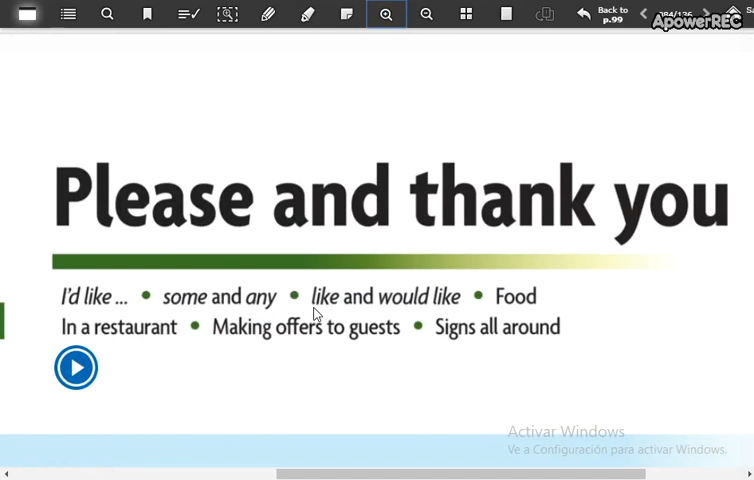 Back to
p.99
ApowerREC
Please and thank you
I'd like ... • some and any • like and would like • Food
In a restaurant • Making offers to guests • Signs all around
Activar Windows
Ve a Configuración para activar Windows.